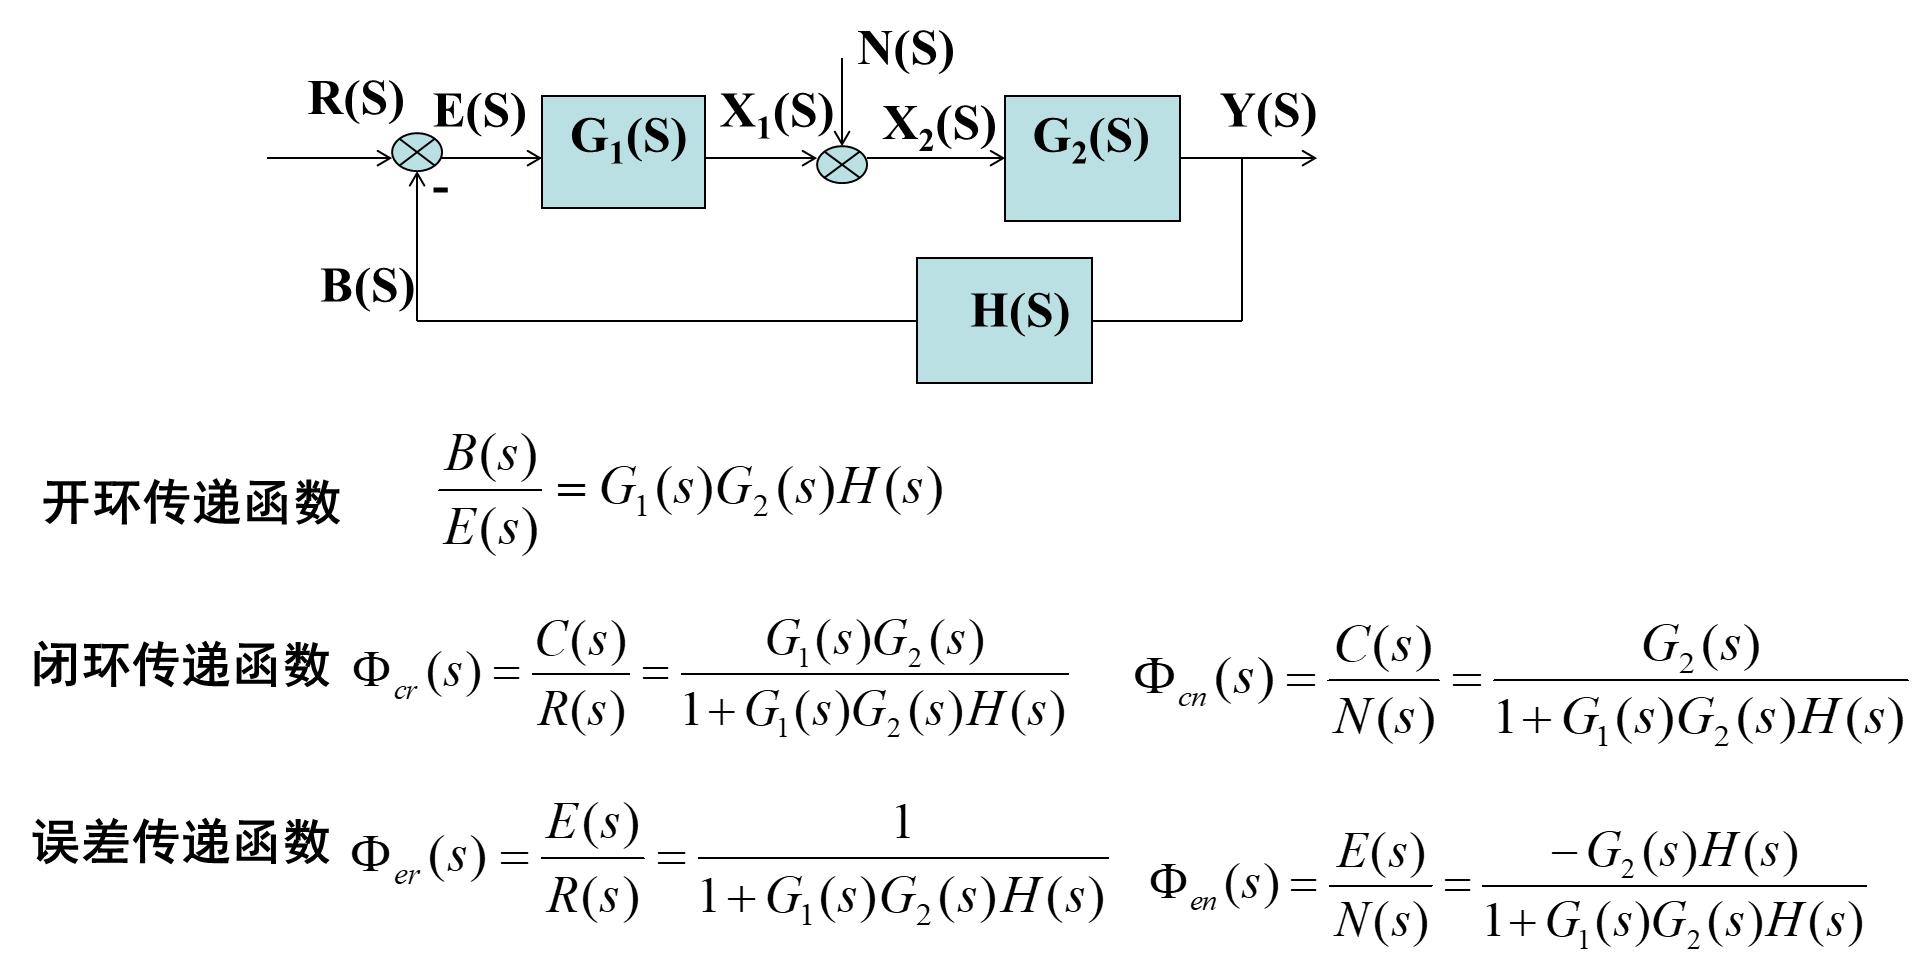 N(S)
R(S) E(S) G₁(S) X₁(S) X₂(S) G₂(S) Y(S)
-
B(S) H(S)
开环传递函数 B(s)/E(s) = G₁(s)G₂(s)H(s)
闭环传递函数 Φcr(s) = C(s)/R(s) = G₁(s)G₂(s)/(1+G₁(s)G₂(s)H(s)) Φcn(s) = C(s)/N(s) = G₂(s)/(1+G₁(s)G₂(s)H(s))
误差传递函数 Φer(s) = E(s)/R(s) = 1/(1+G₁(s)G₂(s)H(s)) Φen(s) = E(s)/N(s) = -G₂(s)H(s)/(1+G₁(s)G₂(s)H(s))